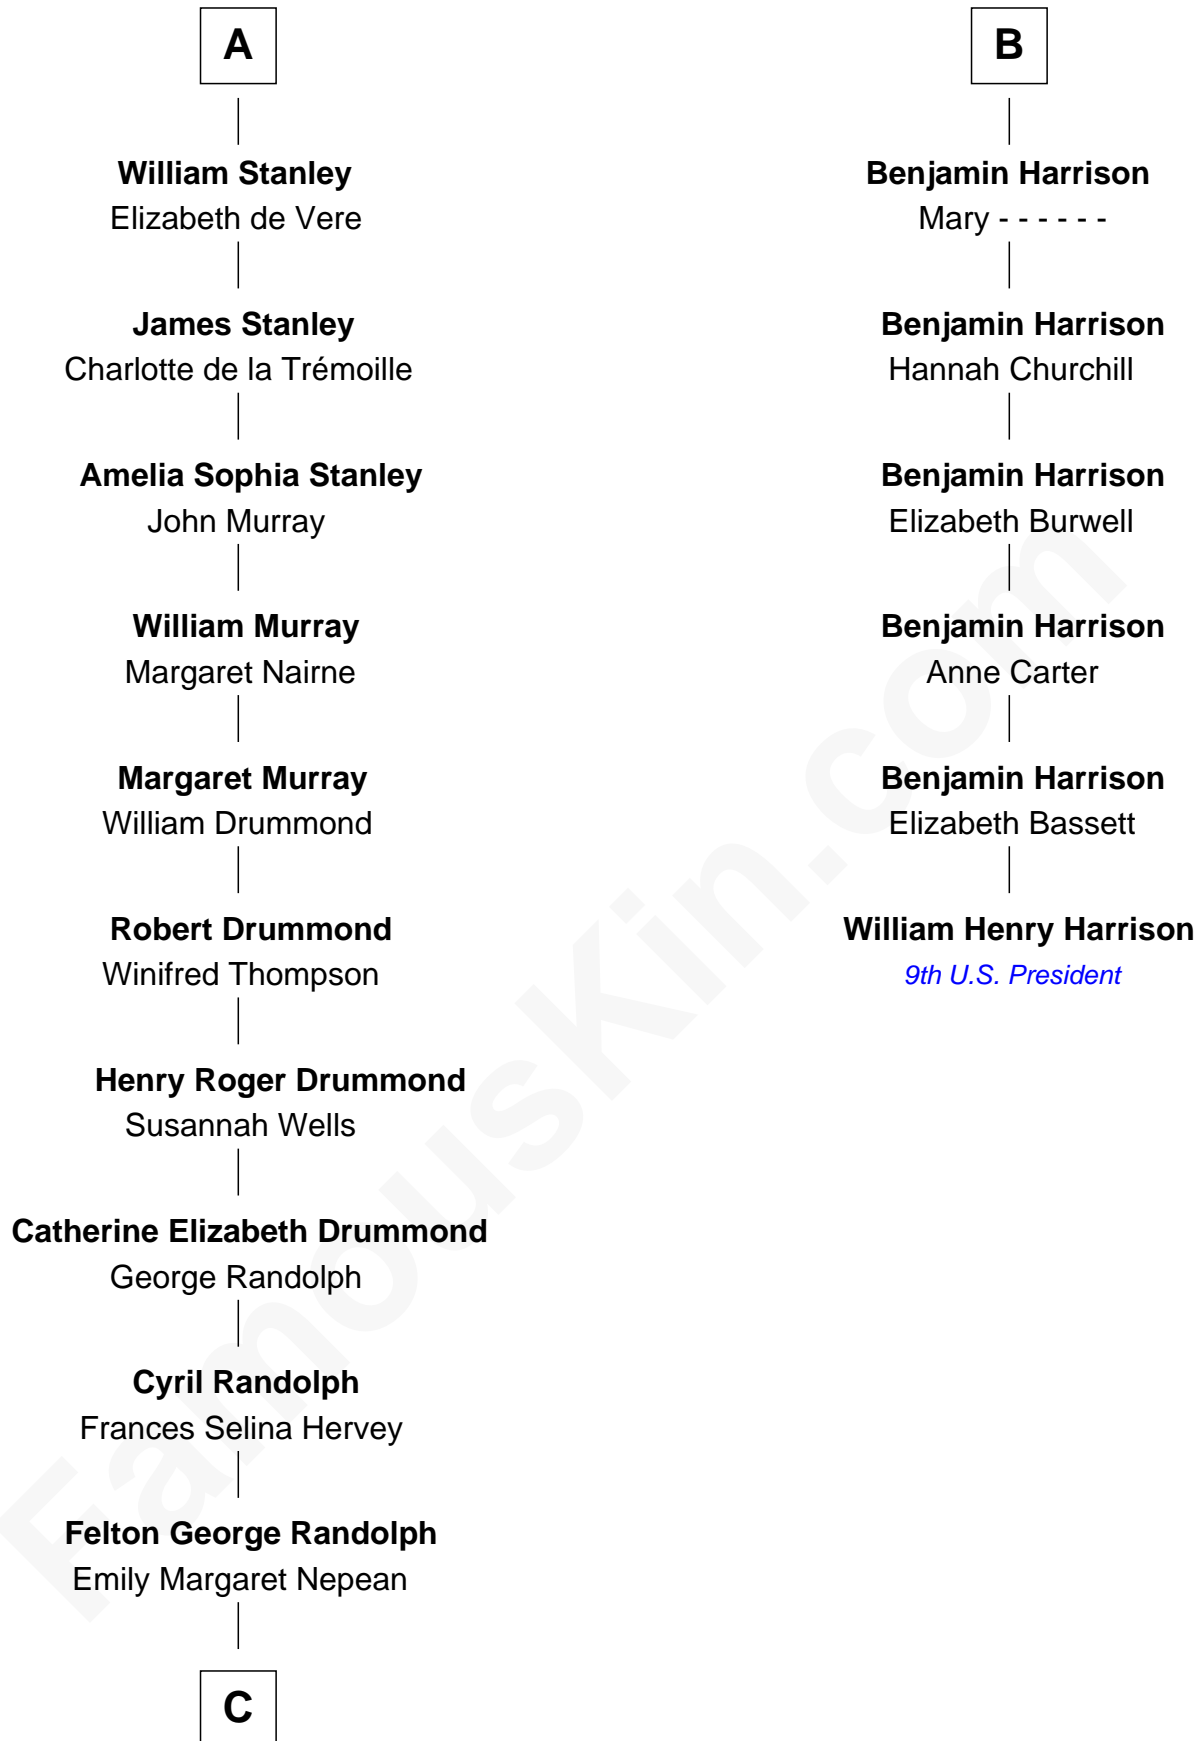 A
William Stanley
Elizabeth de Vere
James Stanley
Charlotte de la Trémoille
Amelia Sophia Stanley
John Murray
William Murray
Margaret Nairne
Margaret Murray
William Drummond
Robert Drummond
Winifred Thompson
Henry Roger Drummond
Susannah Wells
Catherine Elizabeth Drummond
George Randolph
Cyril Randolph
Frances Selina Hervey
Felton George Randolph
Emily Margaret Nepean
C
B
Benjamin Harrison
Mary - - - - - -
Benjamin Harrison
Hannah Churchill
Benjamin Harrison
Elizabeth Burwell
Benjamin Harrison
Anne Carter
Benjamin Harrison
Elizabeth Bassett
William Henry Harrison
9th U.S. President
FamousKin.com